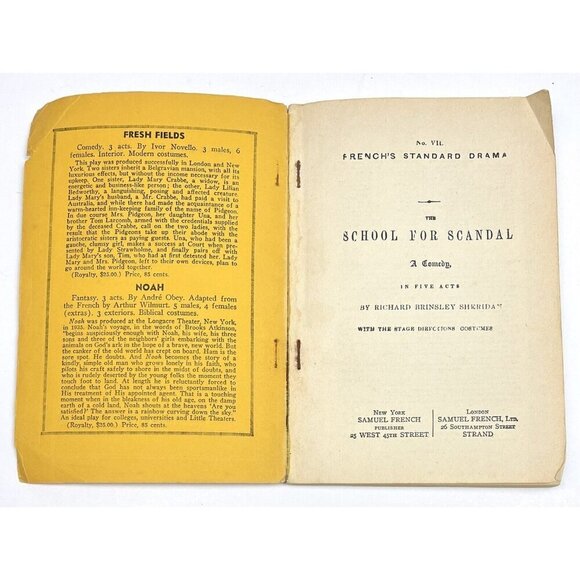 FRESH FIELDS
Comedy. 3 acts. By Ivor Novello. 3 males, 6
females. Interior. Modern costumes.
This play was produced successfully in London and New
York. Two sisters inherit a Belgravian mansion, with all its
luxurious effects, but without the income necessary for its
upkeep. One sister, Lady Mary Crabbe, a widow, is an
energetic and business-like person; the other, Lady Lilian
Bedworthy, a languishing, posing and affected creature.
Lady Mary's husband, a Mr. Crabbe, had paid a visit to
Australia, and while there had made the acquaintance of a
warm-hearted inn-keeping family of the name of Pidgeon.
In due course Mrs. Pidgeon, her daughter Una, and her
brother Tom Larcomb, armed with the credentials supplied
by the deceased Crabbe, call on the two ladies, with the
result that the Pidgeons take up their abode with the
aristocratic sisters as paying guests. Una, who had been a
gauche, clumsy girl, makes a success at Court when pre-
sented by Lady Strawholme, and finally pairs off with
Lady Mary's son, Tim, who had at first detested her. Lady
Mary and Mrs. Pidgeon, left to their own devices, plan to
go around the world together.
(Royalty, $25.00.) Price, 85 cents.
NOAH
Fantasy. 3 acts. By André Obey. Adapted from
the French by Arthur Wilmurt. 5 males, 4 females
(extras). 3 exteriors. Biblical costumes.
Noah was produced at the Longacre Theater, New York,
in 1935. Noah's voyage, in the words of Brooks Atkinson,
"begins auspiciously enough with Noah, his wife, his three
sons and three of the neighbors' girls embarking with the
animals on God's ark in the hope of a brave, new world. But
the canker of the old world has crept on board. Ham is the
sore spot. He doubts. And Noah becomes the story of a
kindly, simple old man who grows lonely in his faith, who
pilots his craft safely to shore in the midst of doubts, and
who is rudely deserted by the young folks the moment they
touch foot to land. At length he is reluctantly forced to
conclude that God has not always been sportsmanlike in
His treatment of His appointed agent. That is a touching
moment when in the bleakness of his old age, on the damp
earth of a cold land, Noah shouts at the heavens 'Are you
satisfied?' The answer is a rainbow curving down the sky."
An ideal play for colleges, universities and Little Theaters.
(Royalty, $25.00.) Price, 85 cents.
No. VII.
FRENCH'S STANDARD DRAMA
THE
SCHOOL FOR SCANDAL
A Comedy,
IN FIVE ACTS
BY RICHARD BRINSLEY SHERIDAN
WITH THE STAGE DIRECTIONS COSTUMES
New York
SAMUEL FRENCH
PUBLISHER
25 WEST 45TH STREET
London
SAMUEL FRENCH, Ltd.
26 Southampton Street
STRAND